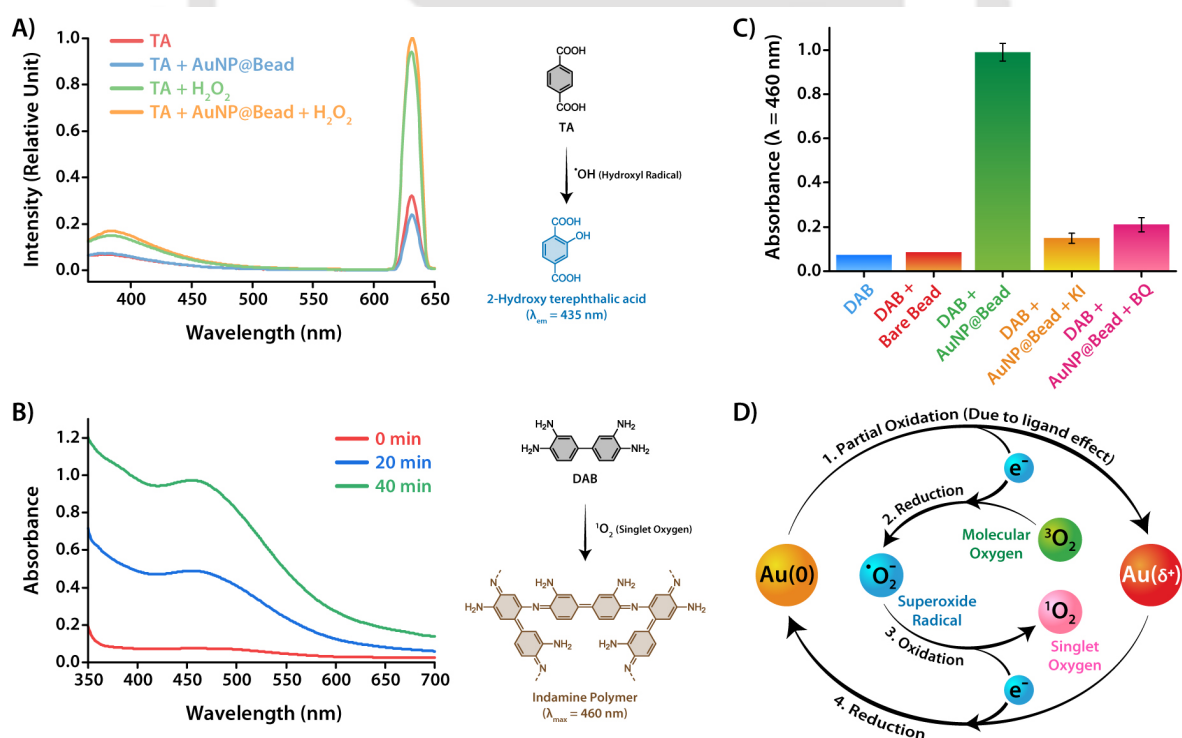 A)
1.0
0.8
0.6
0.4
0.2
0.0
Intensity (Relative Unit)
TA
TA + AuNP@Bead
TA + H₂O₂
TA + AuNP@Bead + H₂O₂
400
450
500
550
600
650
Wavelength (nm)
COOH
COOH
TA
•OH (Hydroxyl Radical)
COOH
OH
COOH
2-Hydroxy terephthalic acid
(λem = 435 nm)
C)
1.0
0.8
0.6
0.4
0.2
0.0
Absorbance (λ = 460 nm)
DAB
DAB +
Bare Bead
DAB +
AuNP@Bead
DAB +
AuNP@Bead + KI
DAB +
AuNP@Bead + BQ
B)
1.2
1.0
0.8
0.6
0.4
0.2
0.0
Absorbance
0 min
20 min
40 min
350
400
450
500
550
600
650
700
Wavelength (nm)
H₂N
NH₂
H₂N
NH₂
DAB
¹O₂ (Singlet Oxygen)
N
H₂N
NH₂
N
H₂N
N
N
NH₂
NH₂
H₂N
N
N
Indamine Polymer
(λmax = 460 nm)
D)
1. Partial Oxidation (Due to ligand effect)
e⁻
2. Reduction
Molecular
Oxygen
³O₂
Au(0)
•O₂⁻
Au(δ+)
Superoxide
Radical
¹O₂
3. Oxidation
Singlet
Oxygen
e⁻
4. Reduction